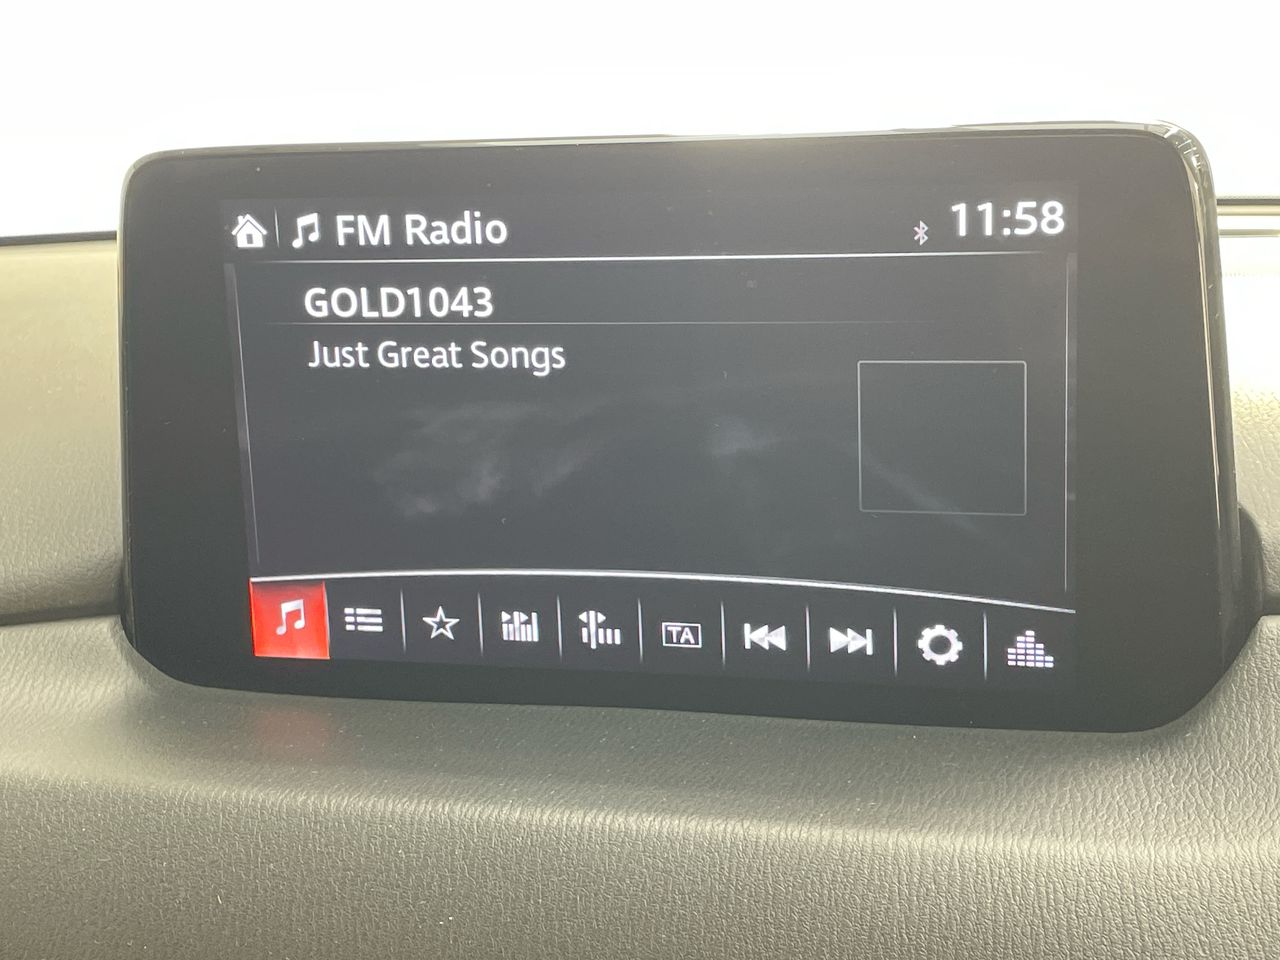 FM Radio
11:58
GOLD1043
Just Great Songs
TA